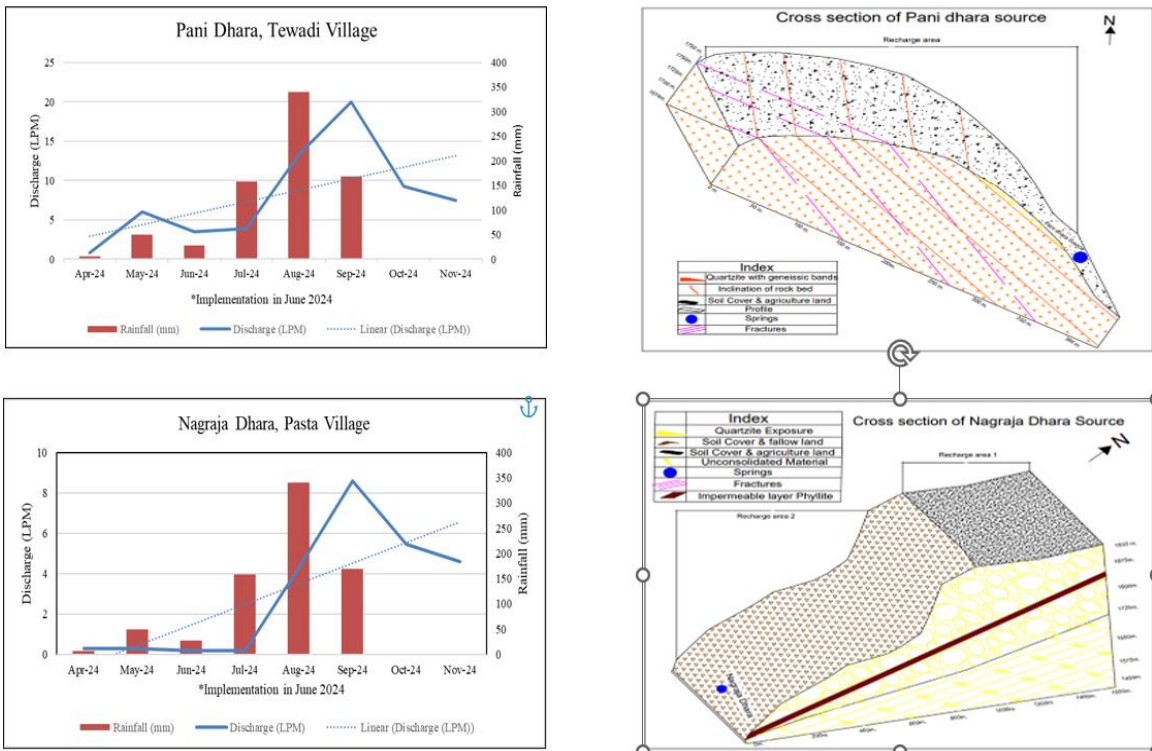 Pani Dhara, Tewadi Village
Discharge (LPM)
25
20
15
10
5
0
Rainfall (mm)
400
350
300
250
200
150
100
50
0
Apr-24 May-24 Jun-24 Jul-24 Aug-24 Sep-24 Oct-24 Nov-24
*Implementation in June 2024
Rainfall (mm) Discharge (LPM) Linear (Discharge (LPM))
Cross section of Pani dhara source
N
Recharge area
0 m.
50 m.
100 m.
Index
Quartzite with geneissic bands
Inclination of rock bed
Soil Cover & agriculture land
Profile
Springs
Fractures
Nagraja Dhara, Pasta Village
Discharge (LPM)
10
8
6
4
2
0
Rainfall (mm)
400
350
300
250
200
150
100
50
0
Apr-24 May-24 Jun-24 Jul-24 Aug-24 Sep-24 Oct-24 Nov-24
*Implementation in June 2024
Rainfall (mm) Discharge (LPM) Linear (Discharge (LPM))
Index
Quartzite Exposure
Soil Cover & fallow land
Soil Cover & agriculture land
Unconsolidated Material
Springs
Fractures
Impermeable layer Phyllite
Cross section of Nagraja Dhara Source
N
Recharge area 1
Recharge area 2
Nagraja Dhara